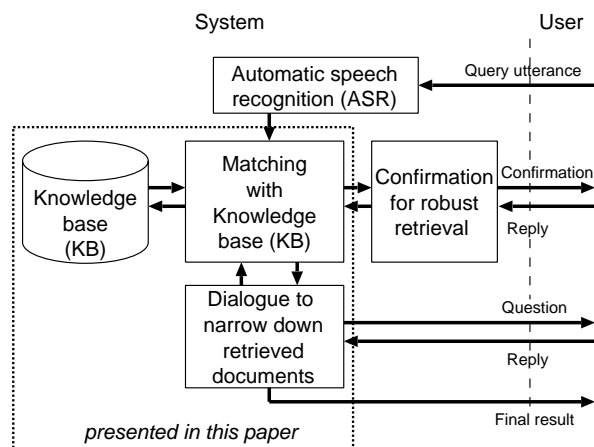 System
User
Automatic speech
recognition (ASR)
Query utterance
Knowledge
base
(KB)
Matching
with
Knowledge
base (KB)
Confirmation
for robust
retrieval
Confirmation
Reply
Dialogue to
narrow down
retrieved
documents
Question
Reply
Final result
presented in this paper